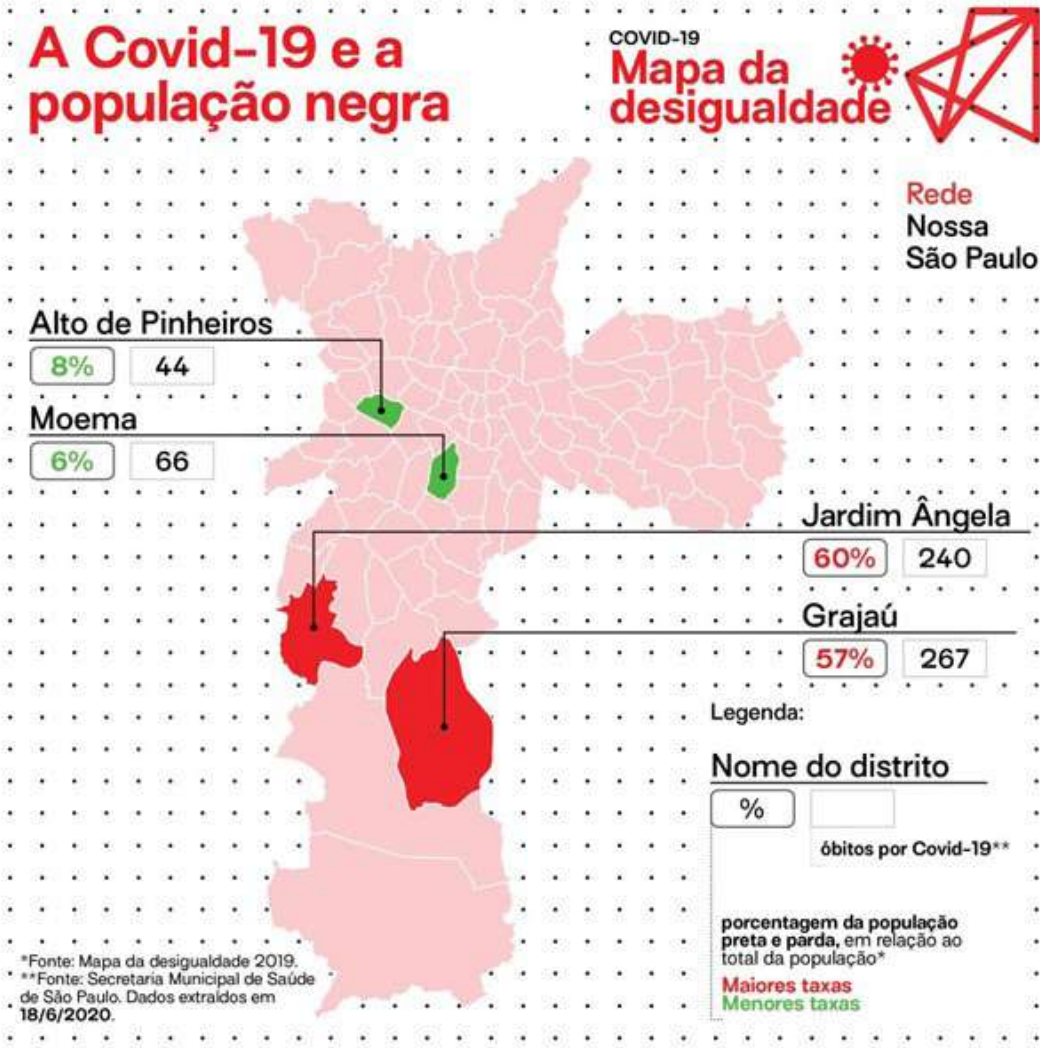 A Covid-19 e a
população negra
COVID-19
Mapa da
desigualdade
Rede
Nossa
São Paulo
Alto de Pinheiros
8% 44
Moema
6% 66
Jardim Ângela
60% 240
Grajaú
57% 267
Legenda:
Nome do distrito
%
óbitos por Covid-19**
porcentagem da população
preta e parda, em relação ao
total da população*
Maiores taxas
Menores taxas
*Fonte: Mapa da desigualdade 2019.
**Fonte: Secretaria Municipal de Saúde
de São Paulo. Dados extraídos em
18/6/2020.